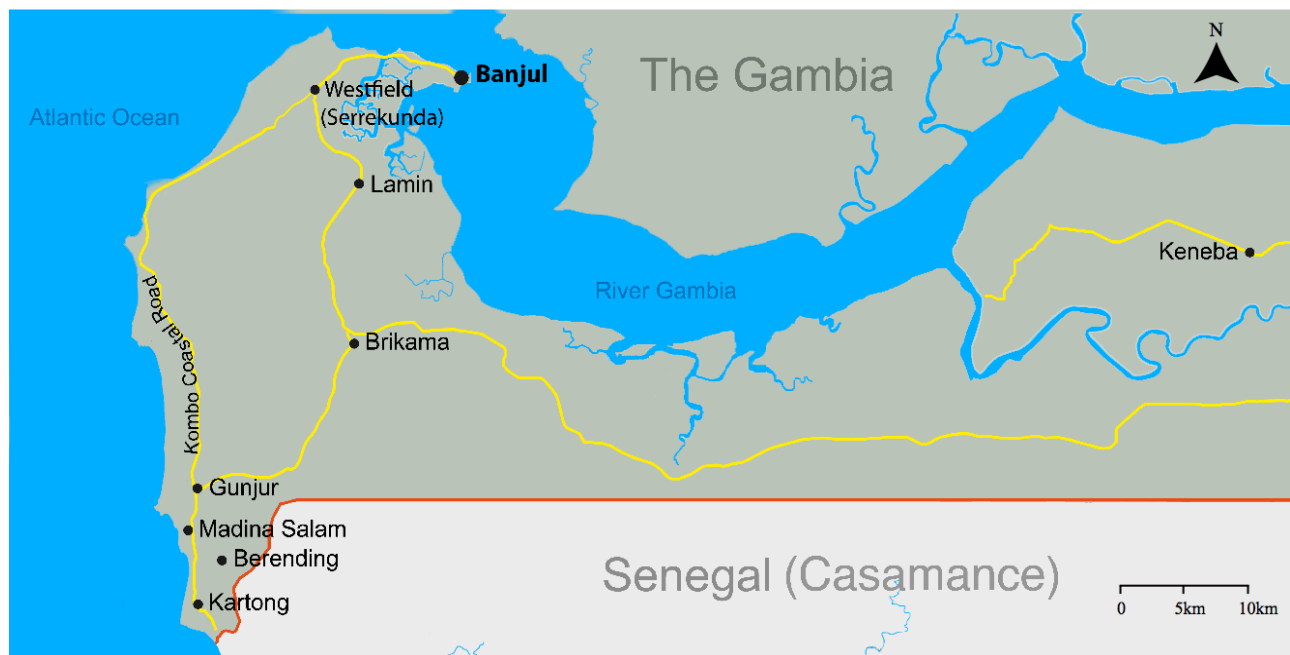 N
The Gambia
Banjul
Westfield
(Serrekunda)
Atlantic Ocean
Lamin
Keneba
River Gambia
Kombo Coastal Road
Brikama
Gunjur
Madina Salam
Berending
Senegal (Casamance)
Kartong
0 5km 10km